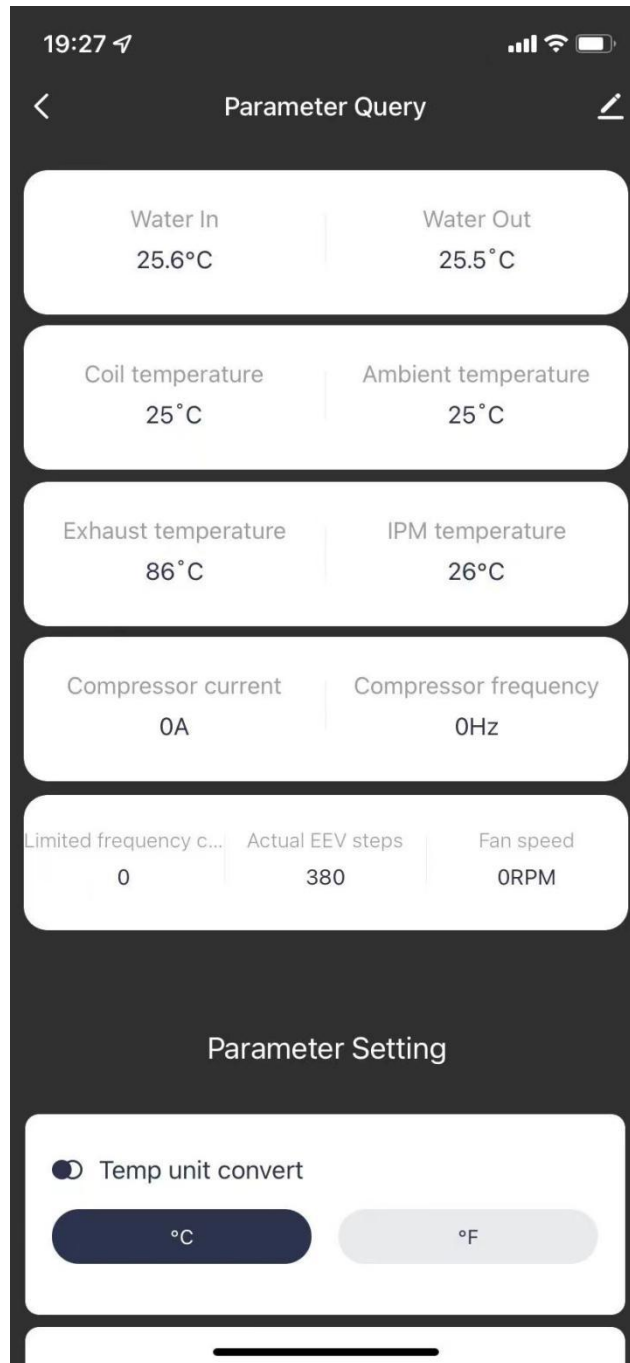 19:27
Parameter Query
Water In Water Out
25.6°C 25.5°C
Coil temperature Ambient temperature
25°C 25°C
Exhaust temperature IPM temperature
86°C 26°C
Compressor current Compressor frequency
0A 0Hz
Limited frequency c... Actual EEV steps Fan speed
0 380 0RPM
Parameter Setting
Temp unit convert
°C °F